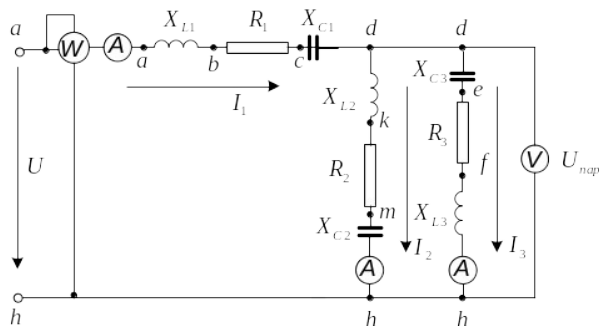 a W A a X_L1 b R_1 c X_C1 d d
I_1
U
X_L2 k R_2 m X_C2 A h I_2
X_C3 e R_3 f X_L3 A h I_3
V U_пар
h